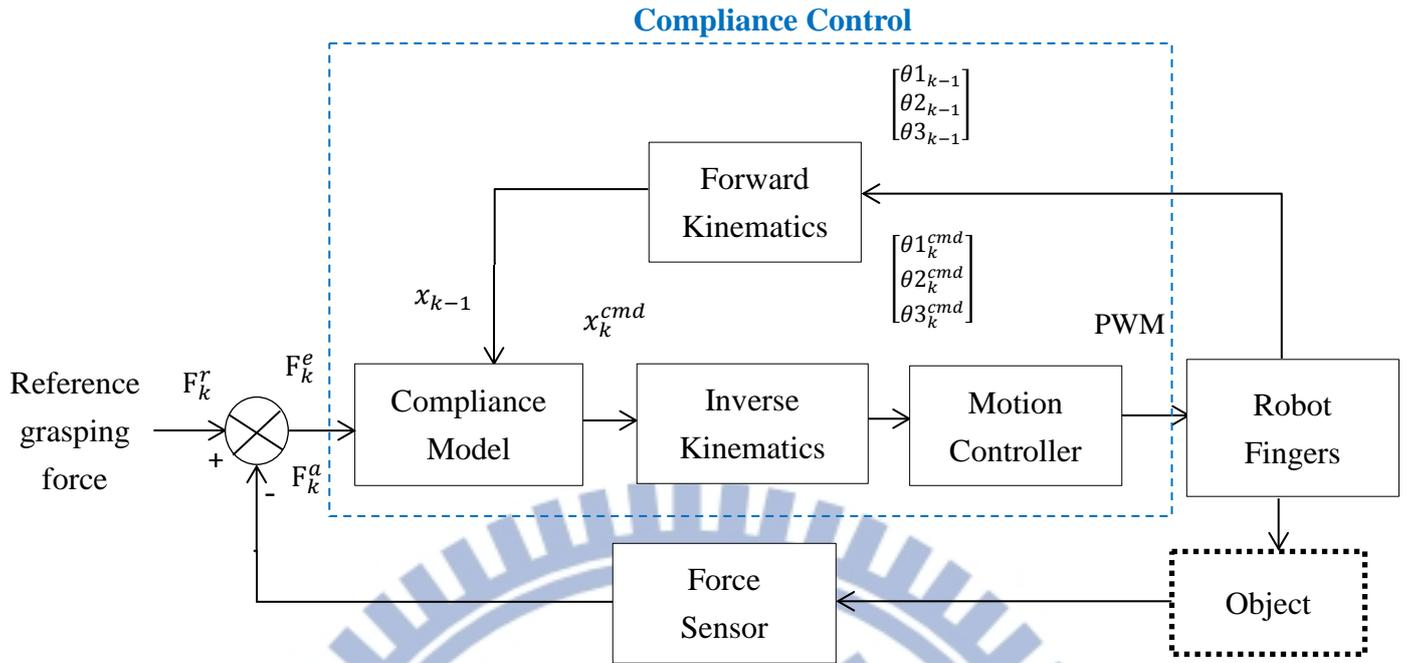 Compliance Control
[θ1_{k−1}
θ2_{k−1}
θ3_{k−1}]
Forward
Kinematics
[θ1_k^{cmd}
θ2_k^{cmd}
θ3_k^{cmd}]
x_{k−1}
x_k^{cmd}
PWM
Reference
grasping
force
F_k^r
F_k^e
+
-
F_k^a
Compliance
Model
Inverse
Kinematics
Motion
Controller
Robot
Fingers
Force
Sensor
Object